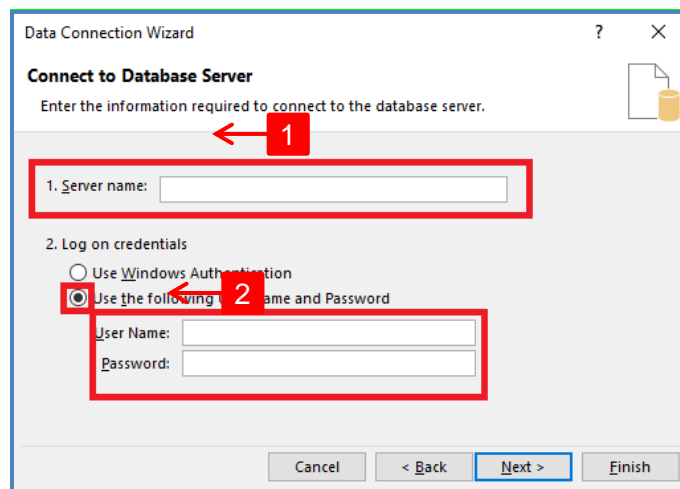 Data Connection Wizard ?
Connect to Database Server
Enter the information required to connect to the database server.
1
1. Server name:
2. Log on credentials
Use Windows Authentication
2
Use the following and Password
User Name:
Password:
Cancel < Back Next > Finish